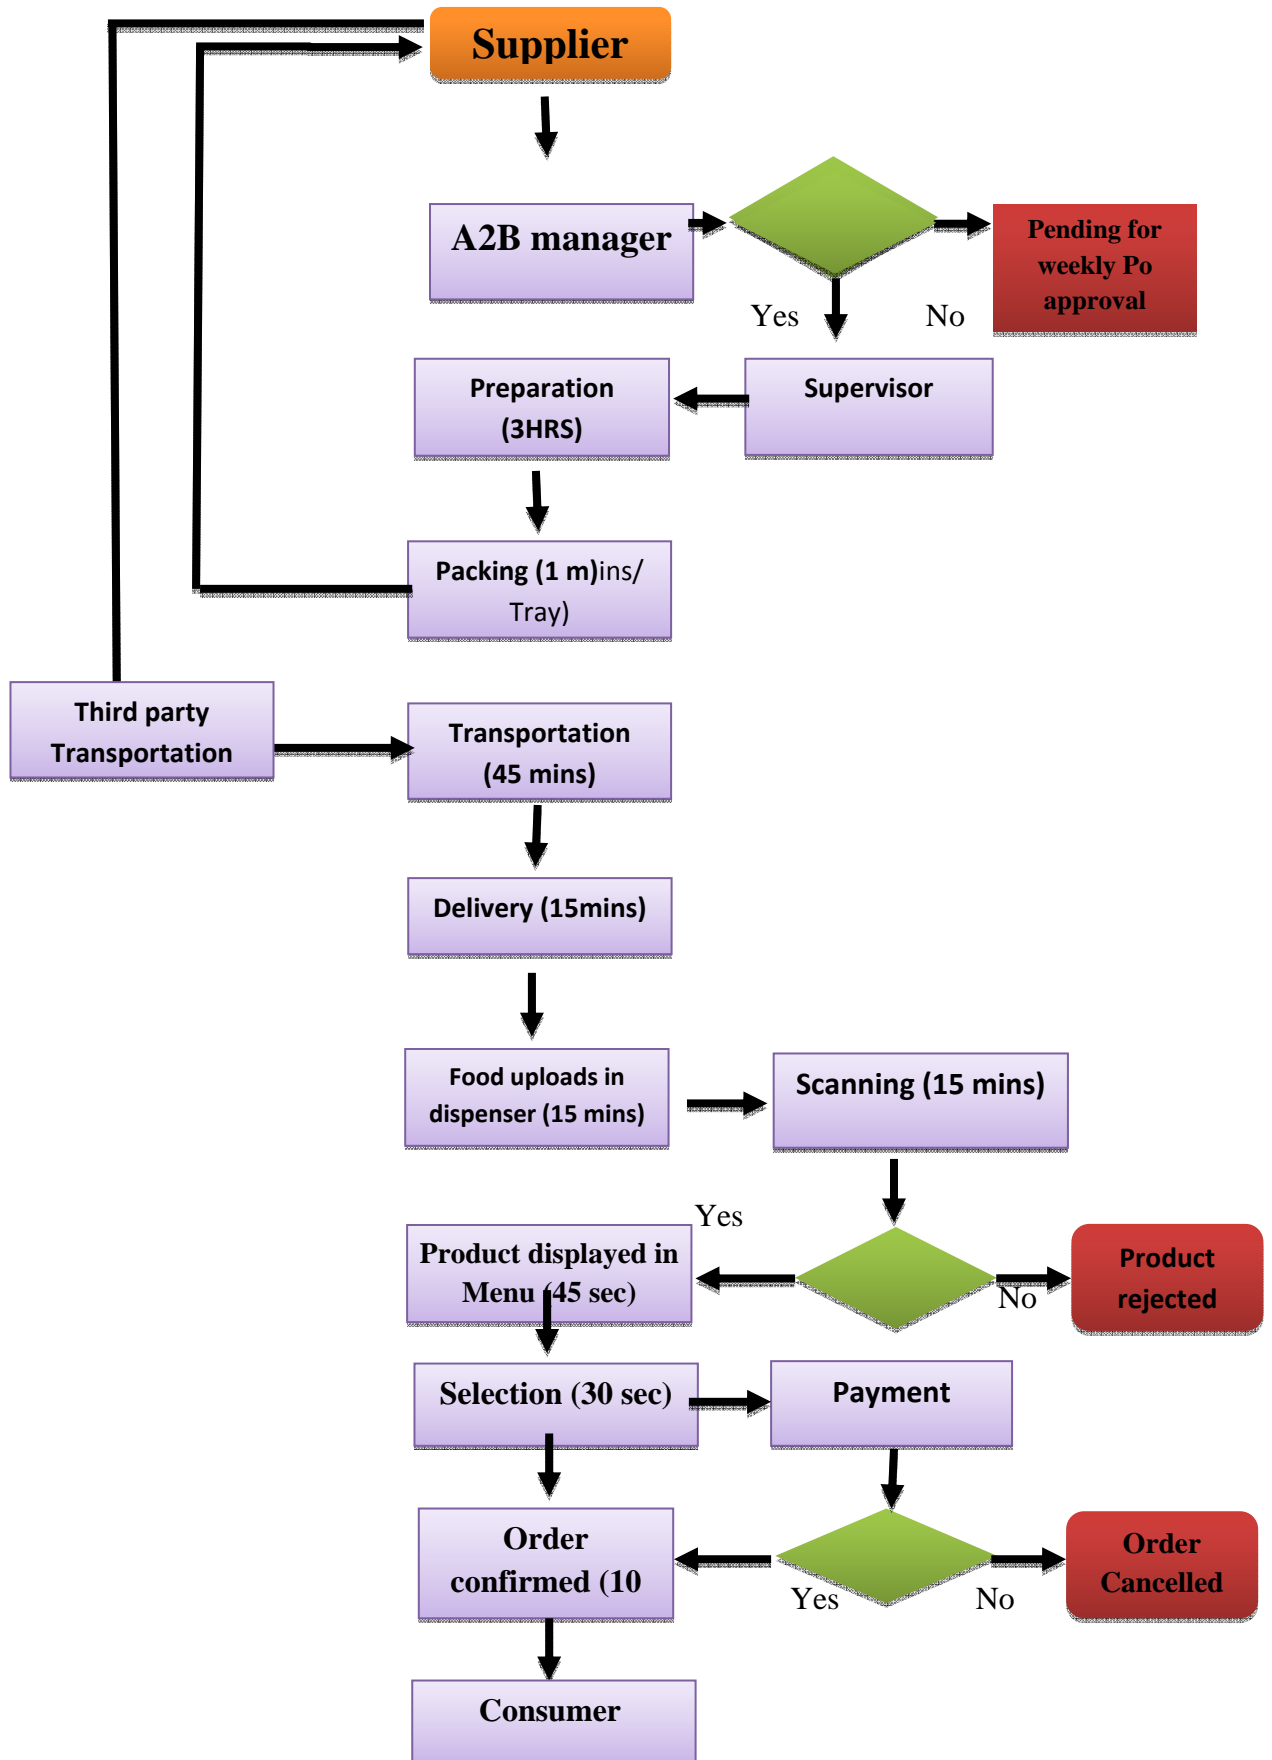 Supplier
A2B manager
Pending for
weekly Po
approval
Yes
No
Preparation
(3HRS)
Supervisor
Packing (1 m)ins/
Tray)
Third party
Transportation
Transportation
(45 mins)
Delivery (15mins)
Food uploads in
dispenser (15 mins)
Scanning (15 mins)
Yes
Product displayed in
Menu (45 sec)
No
Product
rejected
Selection (30 sec)
Payment
Order
confirmed (10
Yes
No
Order
Cancelled
Consumer